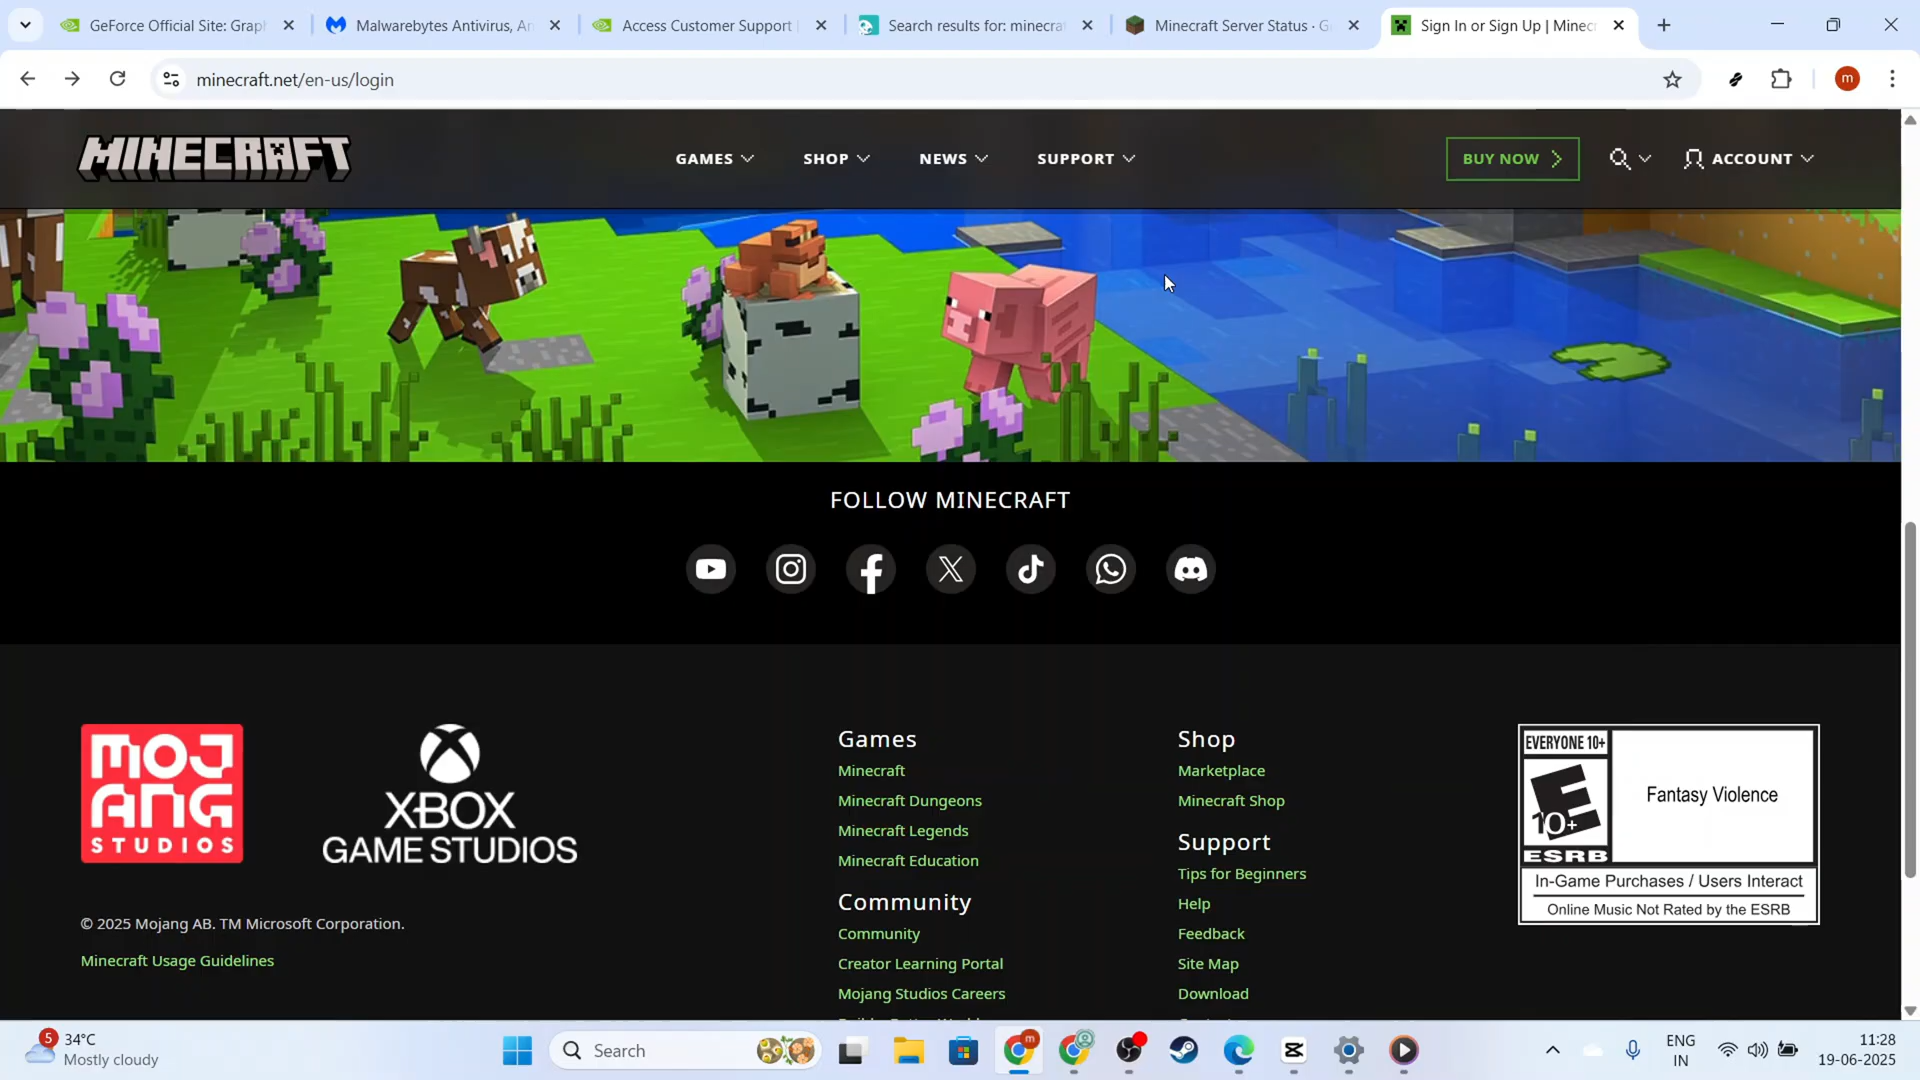 GeForce Official Site: Graph
Malwarebytes Antivirus, An
Access Customer Support
Search results for: minecraf
Minecraft Server Status · G
Sign In or Sign Up | Minec
minecraft.net/en-us/login
m
MINECRAFT
GAMES
SHOP
NEWS
SUPPORT
BUY NOW
ACCOUNT
FOLLOW MINECRAFT
MOJANG
STUDIOS
XBOX
GAME STUDIOS
© 2025 Mojang AB. TM Microsoft Corporation.
Minecraft Usage Guidelines
Games
Minecraft
Minecraft Dungeons
Minecraft Legends
Minecraft Education
Community
Community
Creator Learning Portal
Mojang Studios Careers
Shop
Marketplace
Minecraft Shop
Support
Tips for Beginners
Help
Feedback
Site Map
Download
EVERYONE 10+
E
10+
ESRB
Fantasy Violence
In-Game Purchases / Users Interact
Online Music Not Rated by the ESRB
5
34°C
Mostly cloudy
Search
m
ENG
IN
11:28
19-06-2025